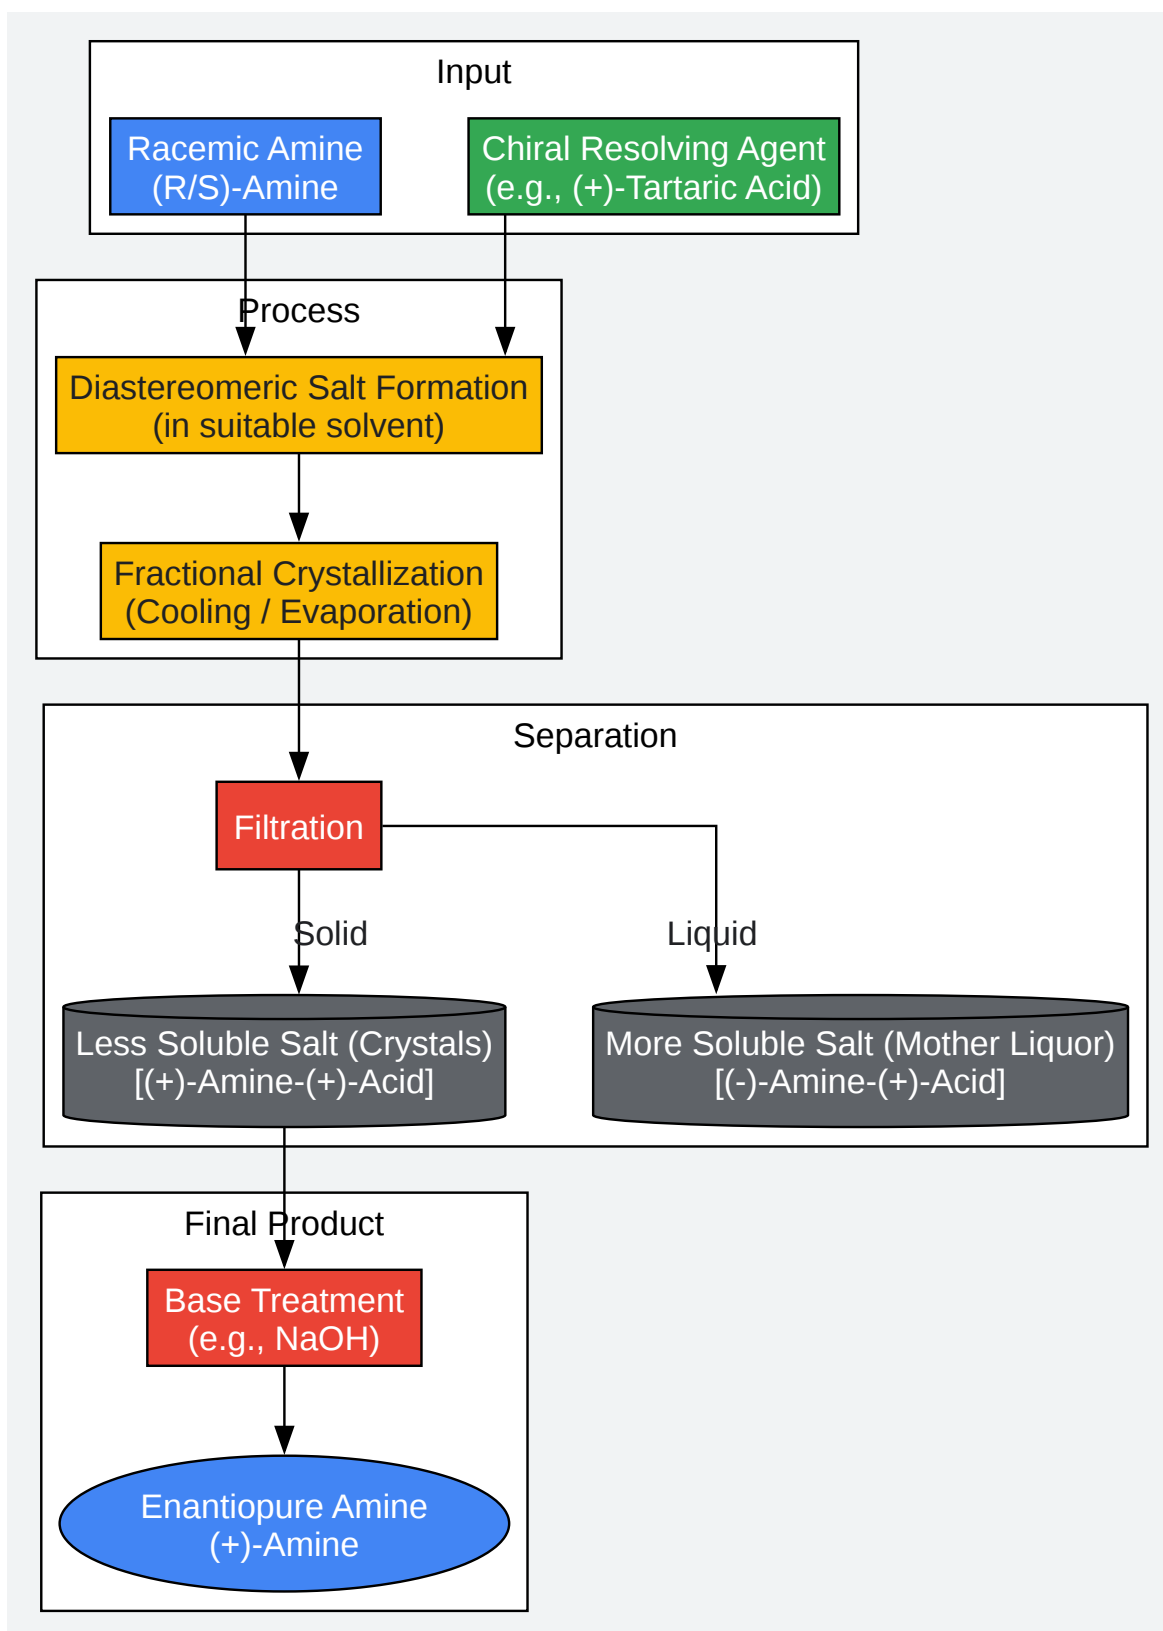 Input
Racemic Amine
(R/S)-Amine
Chiral Resolving Agent
(e.g., (+)-Tartaric Acid)
Process
Diastereomeric Salt Formation
(in suitable solvent)
Fractional Crystallization
(Cooling / Evaporation)
Separation
Filtration
Solid
Liquid
Less Soluble Salt (Crystals)
[(+)-Amine-(+)-Acid]
More Soluble Salt (Mother Liquor)
[(-)-Amine-(+)-Acid]
Final Product
Base Treatment
(e.g., NaOH)
Enantiopure Amine
(+)-Amine